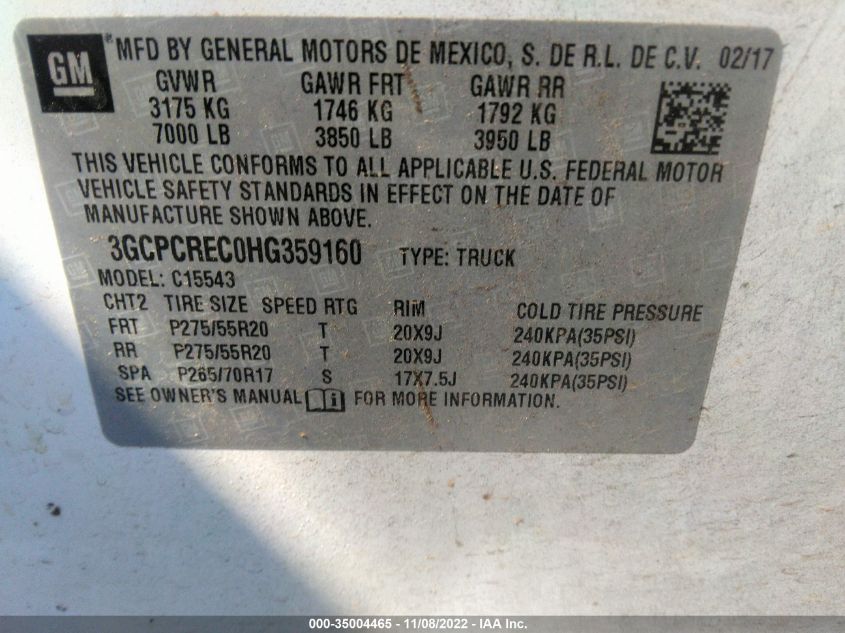 GM ® MFD BY GENERAL MOTORS DE MEXICO, S. DE R.L. DE C.V. 02/17
GVWR GAWR FRT GAWR RR
3175 KG 1746 KG 1792 KG
7000 LB 3850 LB 3950 LB
THIS VEHICLE CONFORMS TO ALL APPLICABLE U.S. FEDERAL MOTOR
VEHICLE SAFETY STANDARDS IN EFFECT ON THE DATE OF
MANUFACTURE SHOWN ABOVE.
3GCPCREC0HG359160 TYPE: TRUCK
MODEL: C15543
CHT2 TIRE SIZE SPEED RTG RIM COLD TIRE PRESSURE
FRT P275/55R20 T 20X9J 240KPA(35PSI)
RR P275/55R20 T 20X9J 240KPA(35PSI)
SPA P265/70R17 S 17X7.5J 240KPA(35PSI)
SEE OWNER'S MANUAL FOR MORE INFORMATION.
000-35004465 - 11/08/2022 - IAA Inc.